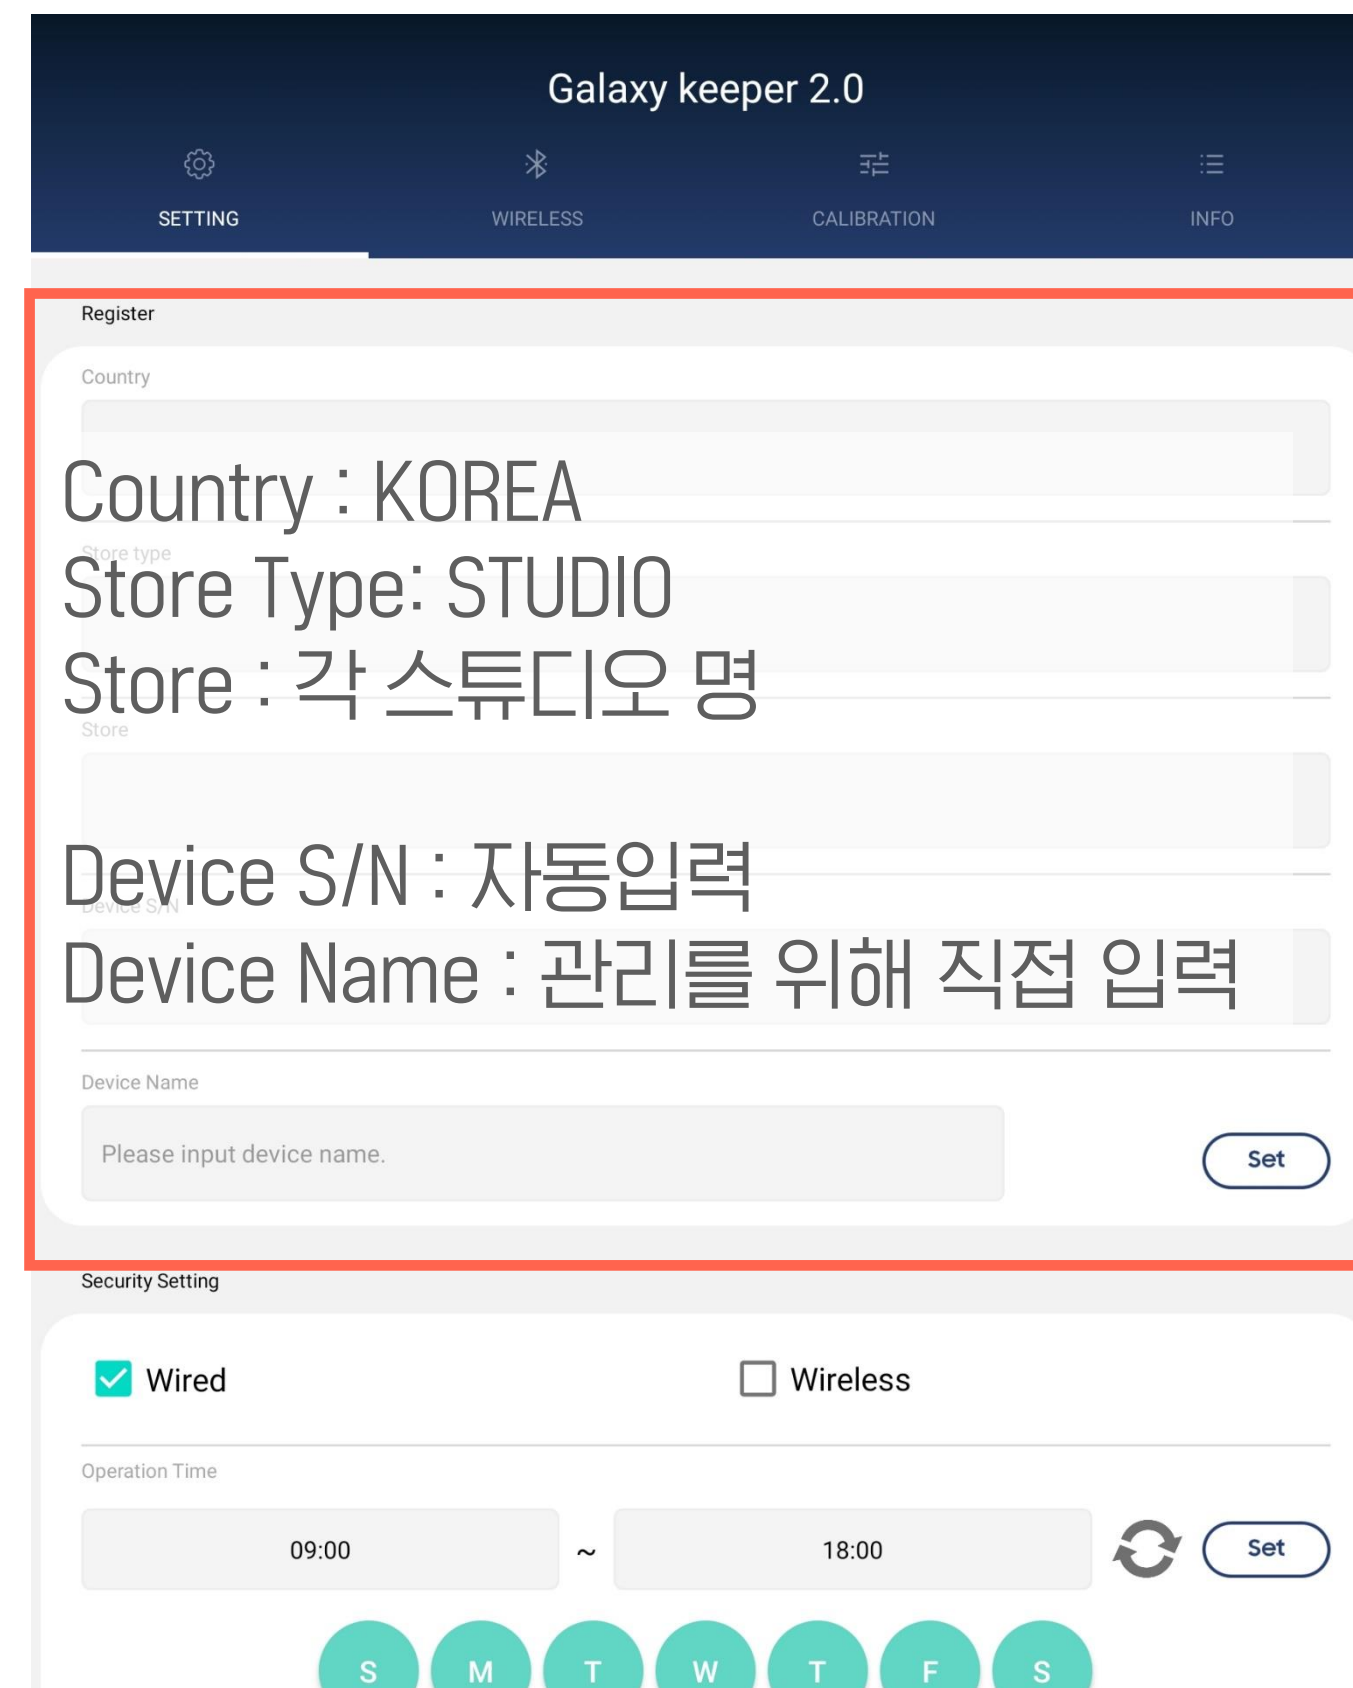 Galaxy keeper 2.0
SETTING
WIRELESS
CALIBRATION
INFO
Register
Country
Country : KOREA
Store type
Store Type: STUDIO
Store : 각 스튜디오 명
Store
Device S/N : 자동입력
Device S/N
Device Name : 관리를 위해 직접 입력
Device Name
Please input device name.
Set
Security Setting
Wired
Wireless
Operation Time
09:00 ~ 18:00
Set
S M T W T F S